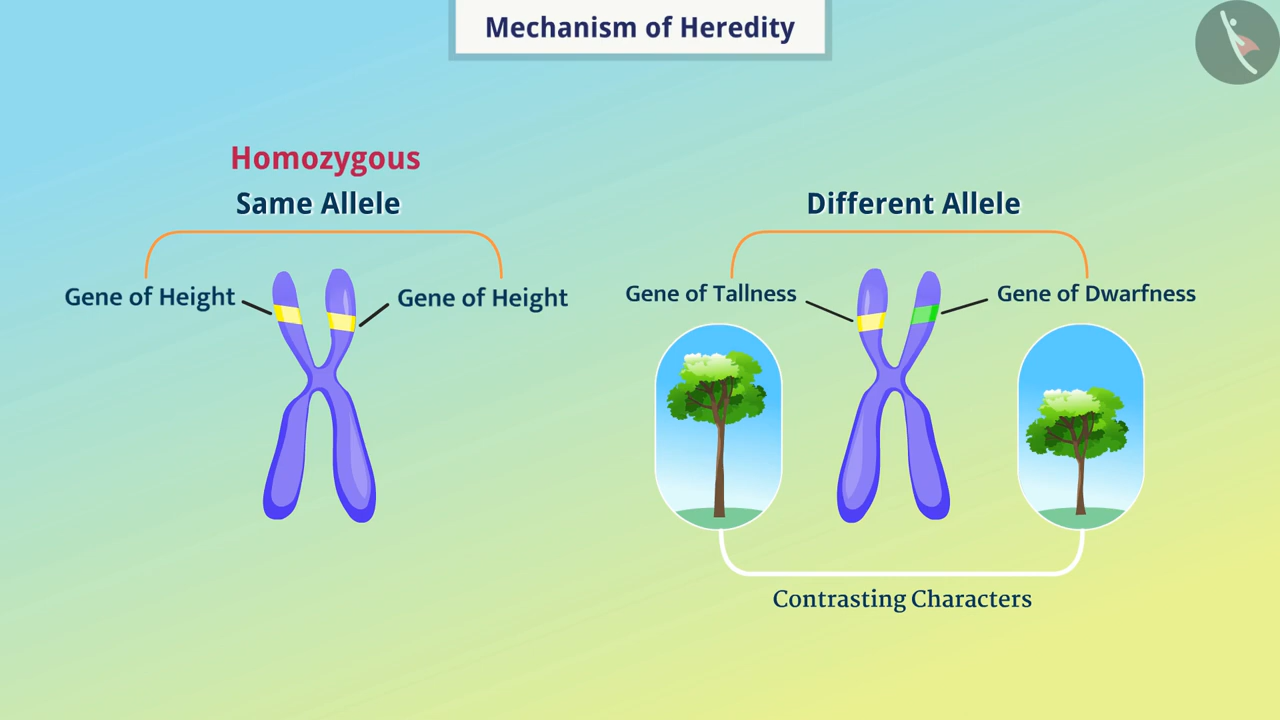 Mechanism of Heredity
Homozygous
Same Allele
Gene of Height
Gene of Height
Different Allele
Gene of Tallness
Gene of Dwarfness
Contrasting Characters